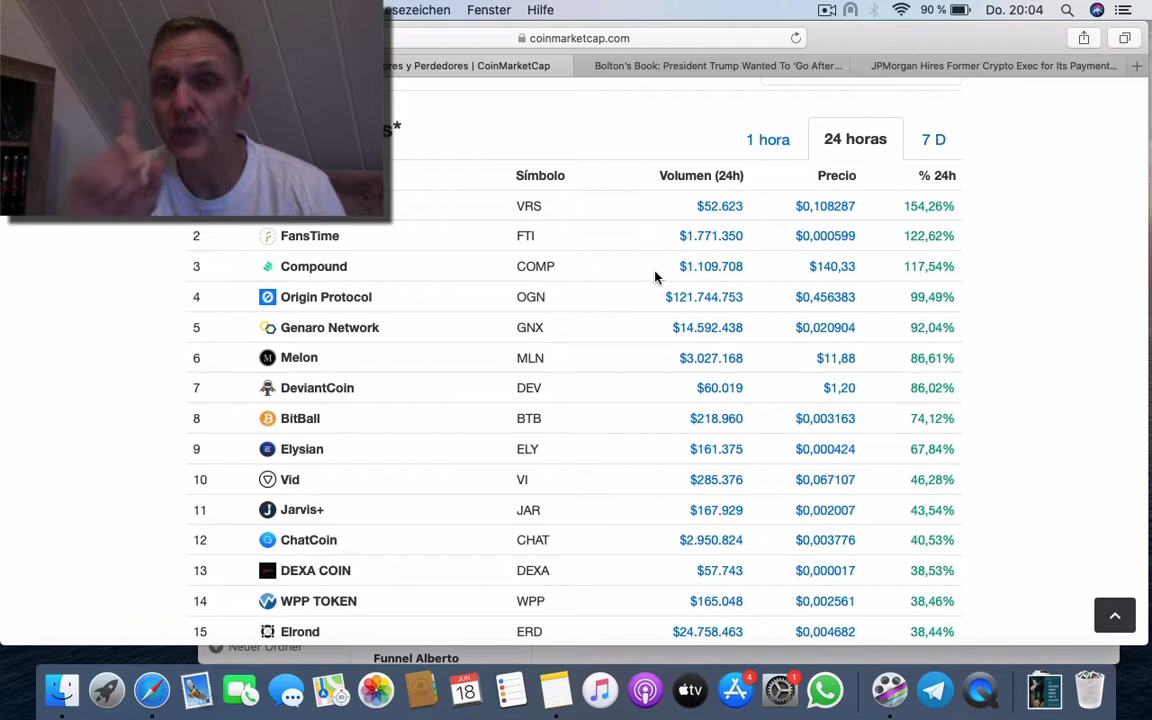 esezeichen Fenster Hilfe 90 % Do. 20:04
coinmarketcap.com
ores y Perdedores | CoinMarketCap Bolton's Book: President Trump Wanted To 'Go After... JPMorgan Hires Former Crypto Exec for Its Payment...
s*
1 hora 24 horas 7 D
Símbolo Volumen (24h) Precio % 24h
VRS $52.623 $0,108287 154,26%
2 FansTime FTI $1.771.350 $0,000599 122,62%
3 Compound COMP $1.109.708 $140,33 117,54%
4 Origin Protocol OGN $121.744.753 $0,456383 99,49%
5 Genaro Network GNX $14.592.438 $0,020904 92,04%
6 Melon MLN $3.027.168 $11,88 86,61%
7 DeviantCoin DEV $60.019 $1,20 86,02%
8 BitBall BTB $218.960 $0,003163 74,12%
9 Elysian ELY $161.375 $0,000424 67,84%
10 Vid VI $285.376 $0,067107 46,28%
11 Jarvis+ JAR $167.929 $0,002007 43,54%
12 ChatCoin CHAT $2.950.824 $0,003776 40,53%
13 DEXA COIN DEXA $57.743 $0,000017 38,53%
14 WPP TOKEN WPP $165.048 $0,002561 38,46%
15 Elrond ERD $24.758.463 $0,004682 38,44%
Neuer Ordner
Funnel Alberto
JUN
18
tv
4
1